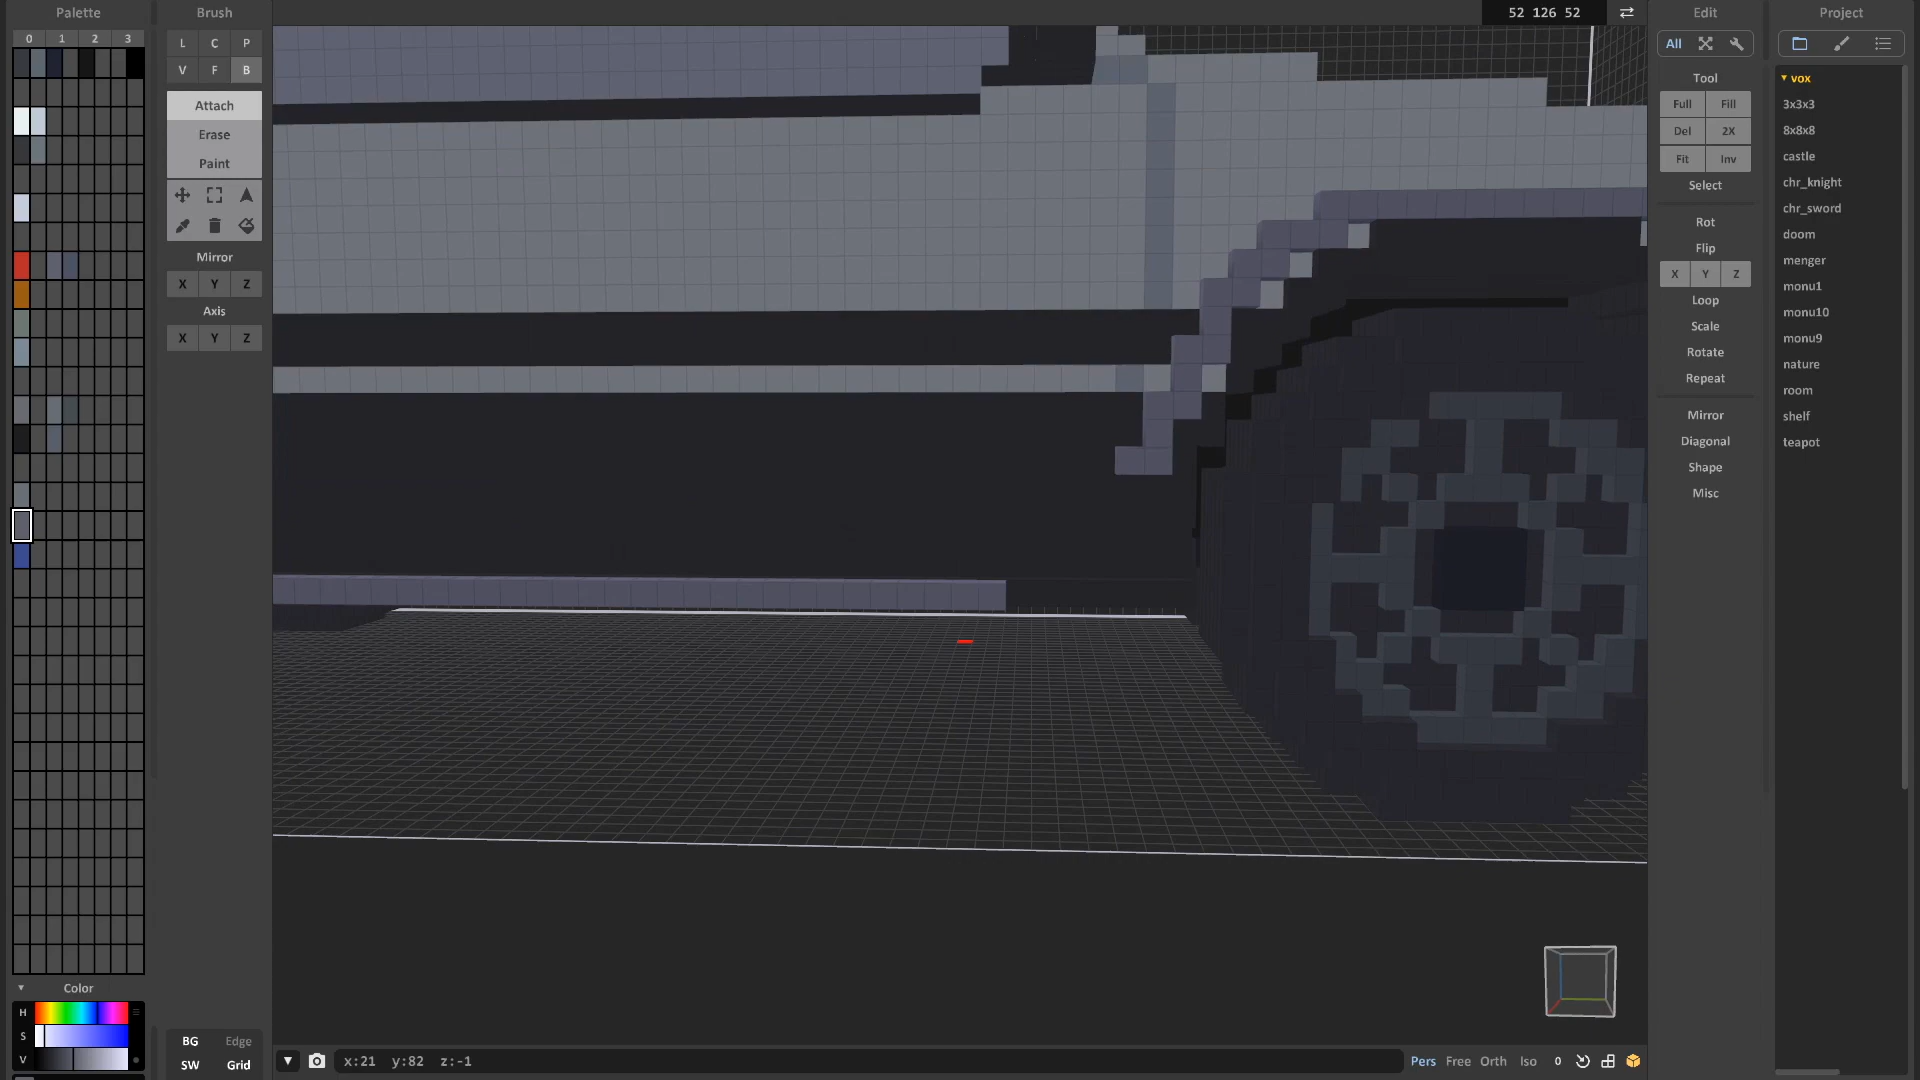 Palette
0 1 2 3
Color
H
S
V
Brush
L C P
V F B
Attach
Erase
Paint
Mirror
X Y Z
Axis
X Y Z
BG Edge
SW Grid
52 126 52
x:21 y:82 z:-1
Pers Free Orth Iso 0
Edit
All
Tool
Full Fill
Del 2X
Fit Inv
Select
Rot
Flip
X Y Z
Loop
Scale
Rotate
Repeat
Mirror
Diagonal
Shape
Misc
Project
vox
3x3x3
8x8x8
castle
chr_knight
chr_sword
doom
menger
monu1
monu10
monu9
nature
room
shelf
teapot